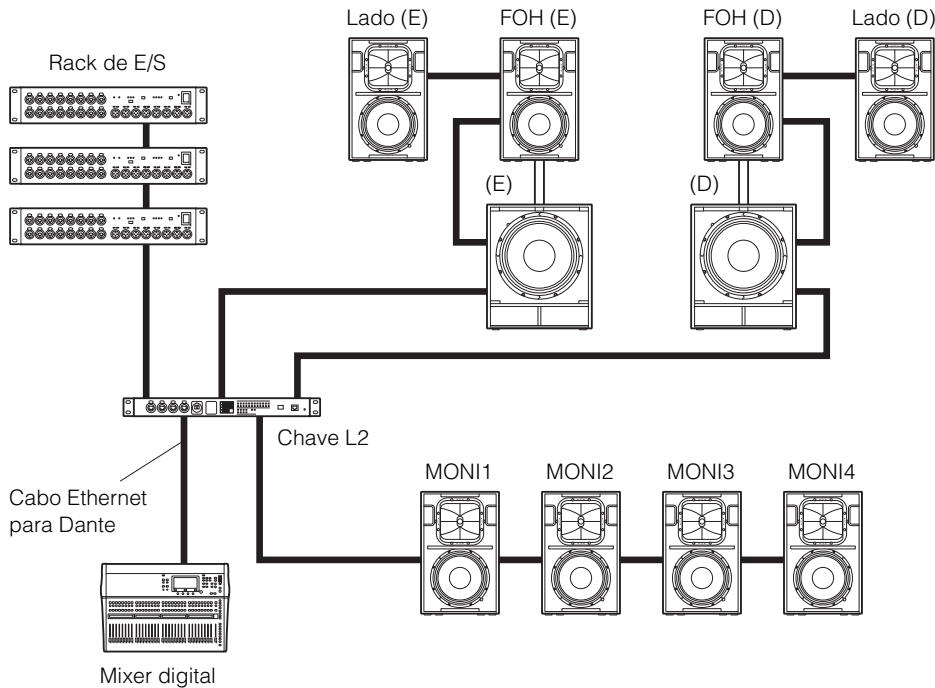 Lado (E)
FOH (E)
FOH (D)
Lado (D)
Rack de E/S
(E)
(D)
Chave L2
Cabo Ethernet
para Dante
MONI1
MONI2
MONI3
MONI4
Mixer digital